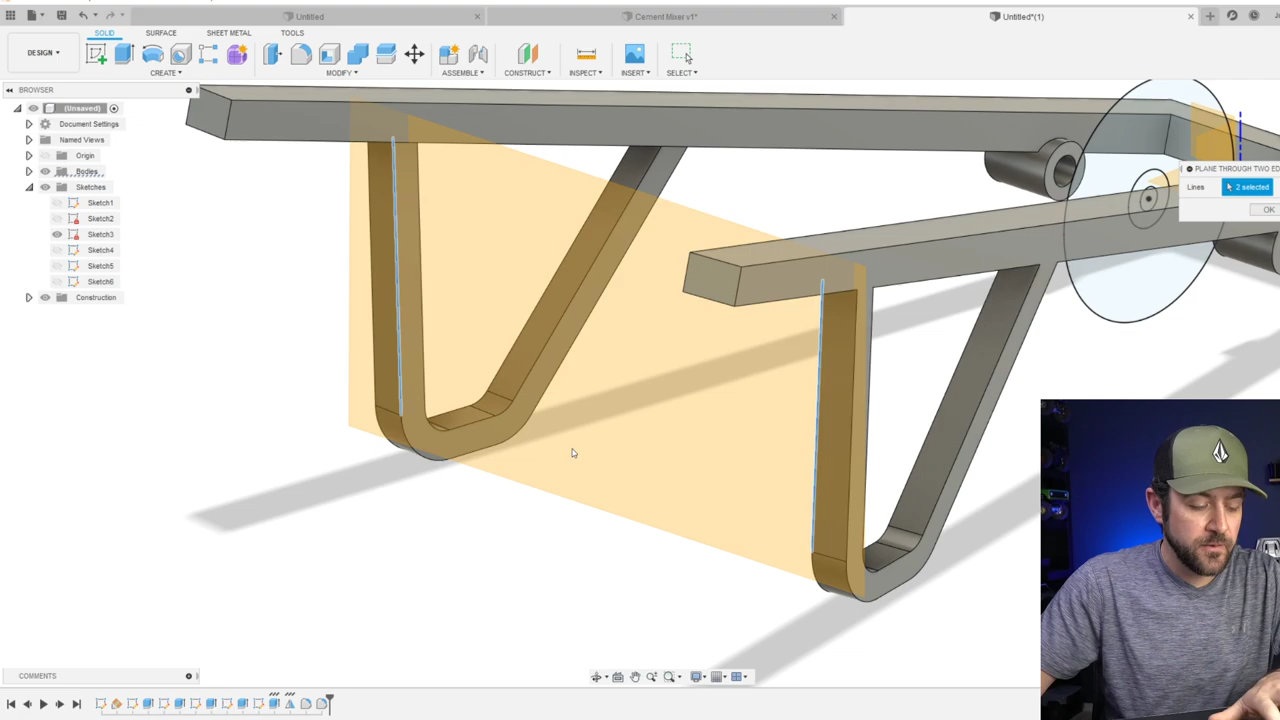 Untitled
Cement Mixer v1*
Untitled*(1)
DESIGN
SOLID
SURFACE
SHEET METAL
TOOLS
CREATE
MODIFY
ASSEMBLE
CONSTRUCT
INSPECT
INSERT
SELECT
BROWSER
(Unsaved)
Document Settings
Named Views
Origin
Bodies
Sketches
Sketch1
Sketch2
Sketch3
Sketch4
Sketch5
Sketch6
Construction
PLANE THROUGH TWO ED
Lines
2 selected
OK
COMMENTS